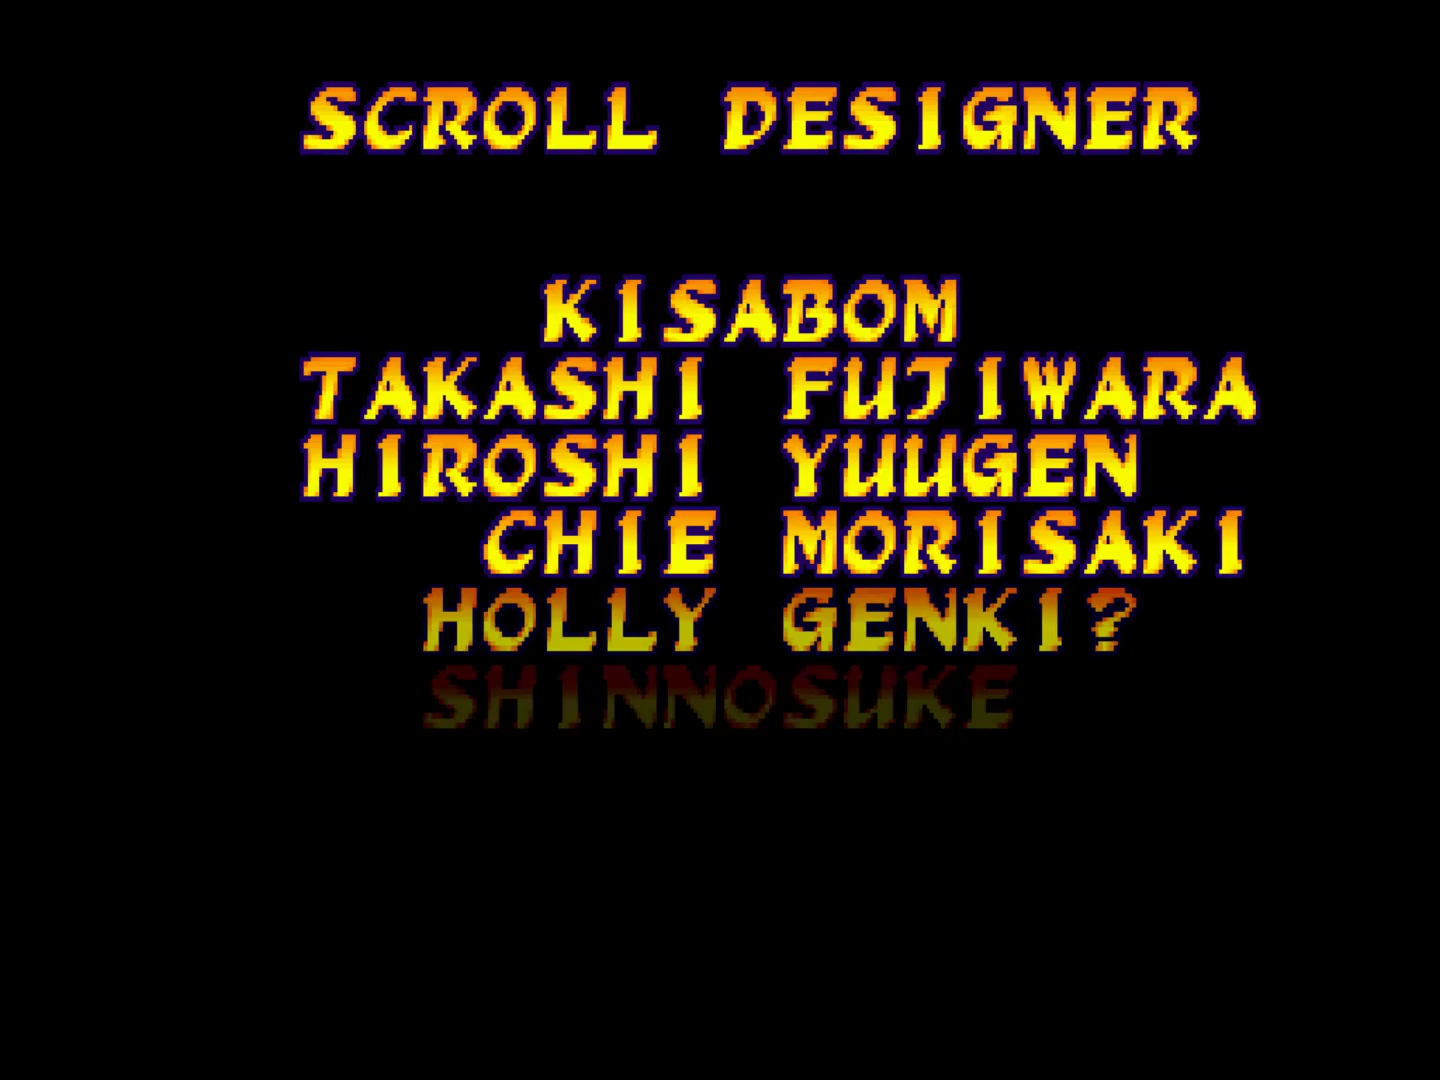 SCROLL DESIGNER
KISABOM
TAKASHI FUJIWARA
HIROSHI YUUGEN
CHIE MORISAKI
HOLLY GENKI?
SHINNOSUKE